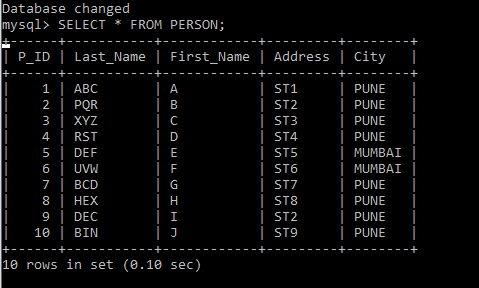 Database changed
mysql> SELECT * FROM PERSON;
+------+-----------+------------+---------+--------+
| P_ID | Last_Name | First_Name | Address | City   |
+------+-----------+------------+---------+--------+
|    1 | ABC       | A          | ST1     | PUNE   |
|    2 | PQR       | B          | ST2     | PUNE   |
|    3 | XYZ       | C          | ST3     | PUNE   |
|    4 | RST       | D          | ST4     | PUNE   |
|    5 | DEF       | E          | ST5     | MUMBAI |
|    6 | UVW       | F          | ST6     | MUMBAI |
|    7 | BCD       | G          | ST7     | PUNE   |
|    8 | HEX       | H          | ST8     | PUNE   |
|    9 | DEC       | I          | ST2     | PUNE   |
|   10 | BIN       | J          | ST9     | PUNE   |
+------+-----------+------------+---------+--------+
10 rows in set (0.10 sec)